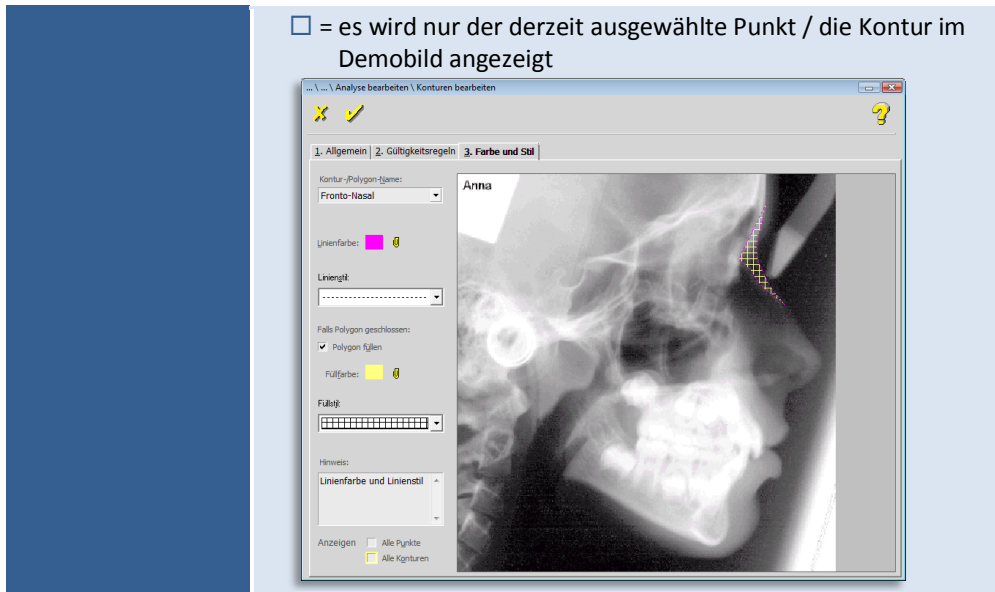 ☐ = es wird nur der derzeit ausgewählte Punkt / die Kontur im
Demobild angezeigt
... \ ... \ Analyse bearbeiten \ Konturen bearbeiten
1. Allgemein 2. Gültigkeitsregeln 3. Farbe und Stil
Kontur-/Polygon-Name:
Fronto-Nasal
Linienfarbe:
Linienstil:
Falls Polygon geschlossen:
Polygon füllen
Füllfarbe:
Füllstil:
Hinweis:
Linienfarbe und Linienstil
Anzeigen Alle Punkte
Alle Konturen
Anna